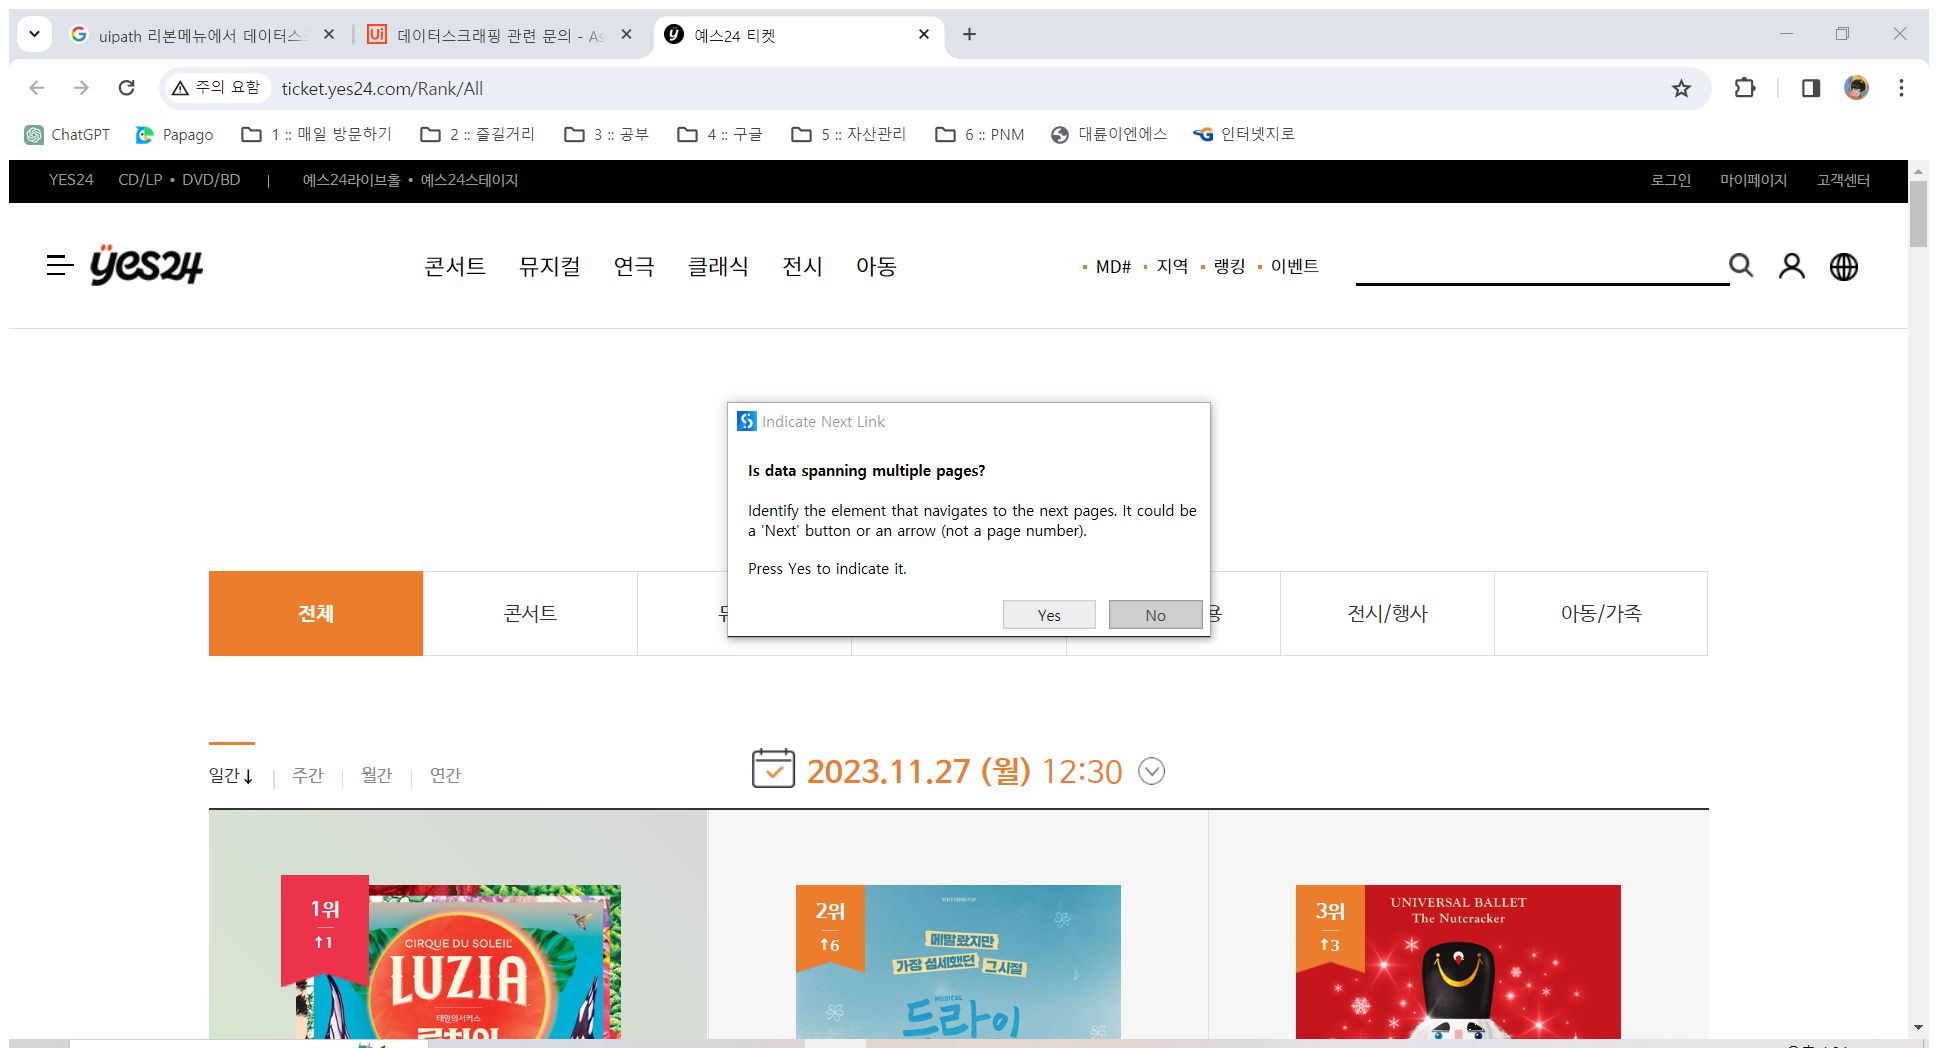 uipath 리본메뉴에서 데이터스
데이터스크래핑 관련 문의 - As
예스24 티켓
주의 요함
ticket.yes24.com/Rank/All
ChatGPT
Papago
1 :: 매일 방문하기
2 :: 즐길거리
3 :: 공부
4 :: 구글
5 :: 자산관리
6 :: PNM
대륜이엔에스
인터넷지로
YES24 CD/LP • DVD/BD | 예스24라이브홀 • 예스24스테이지
로그인 마이페이지 고객센터
yes24
콘서트 뮤지컬 연극 클래식 전시 아동
MD# 지역 랭킹 이벤트
Indicate Next Link
Is data spanning multiple pages?
Identify the element that navigates to the next pages. It could be
a 'Next' button or an arrow (not a page number).
Press Yes to indicate it.
Yes No
전체 콘서트 용 전시/행사 아동/가족
일간↓ | 주간 | 월간 | 연간
2023.11.27 (월) 12:30
1위
↑1
CIRQUE DU SOLEIL
LUZIA
태양의서커스
2위
↑6
메말랐지만
가장 섬세했던 그시절
MUSICAL
드라이
3위
↑3
UNIVERSAL BALLET
The Nutcracker